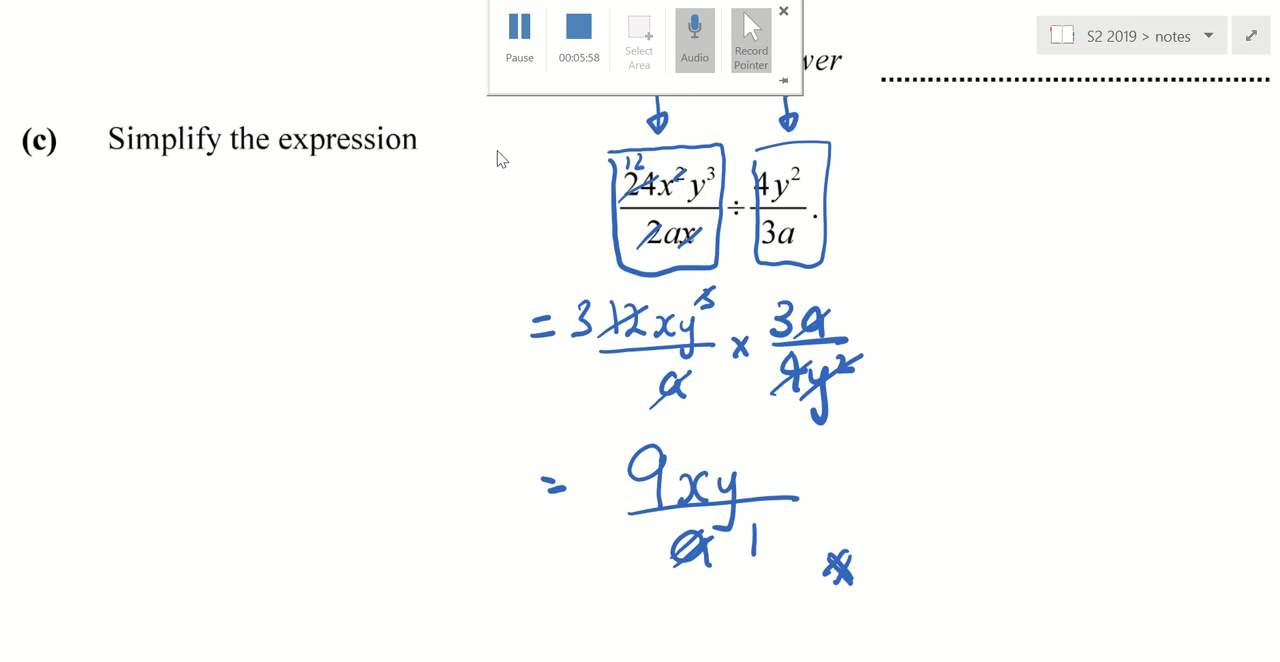 Pause
00:05:58
Select Area
Audio
Record Pointer
S2 2019 > notes
wer ........................................
(c) Simplify the expression
12
24x²y³ / 2ax ÷ 4y² / 3a .
= 3 12xy³ / a × 3a / 4y²
= 9xy / a 1